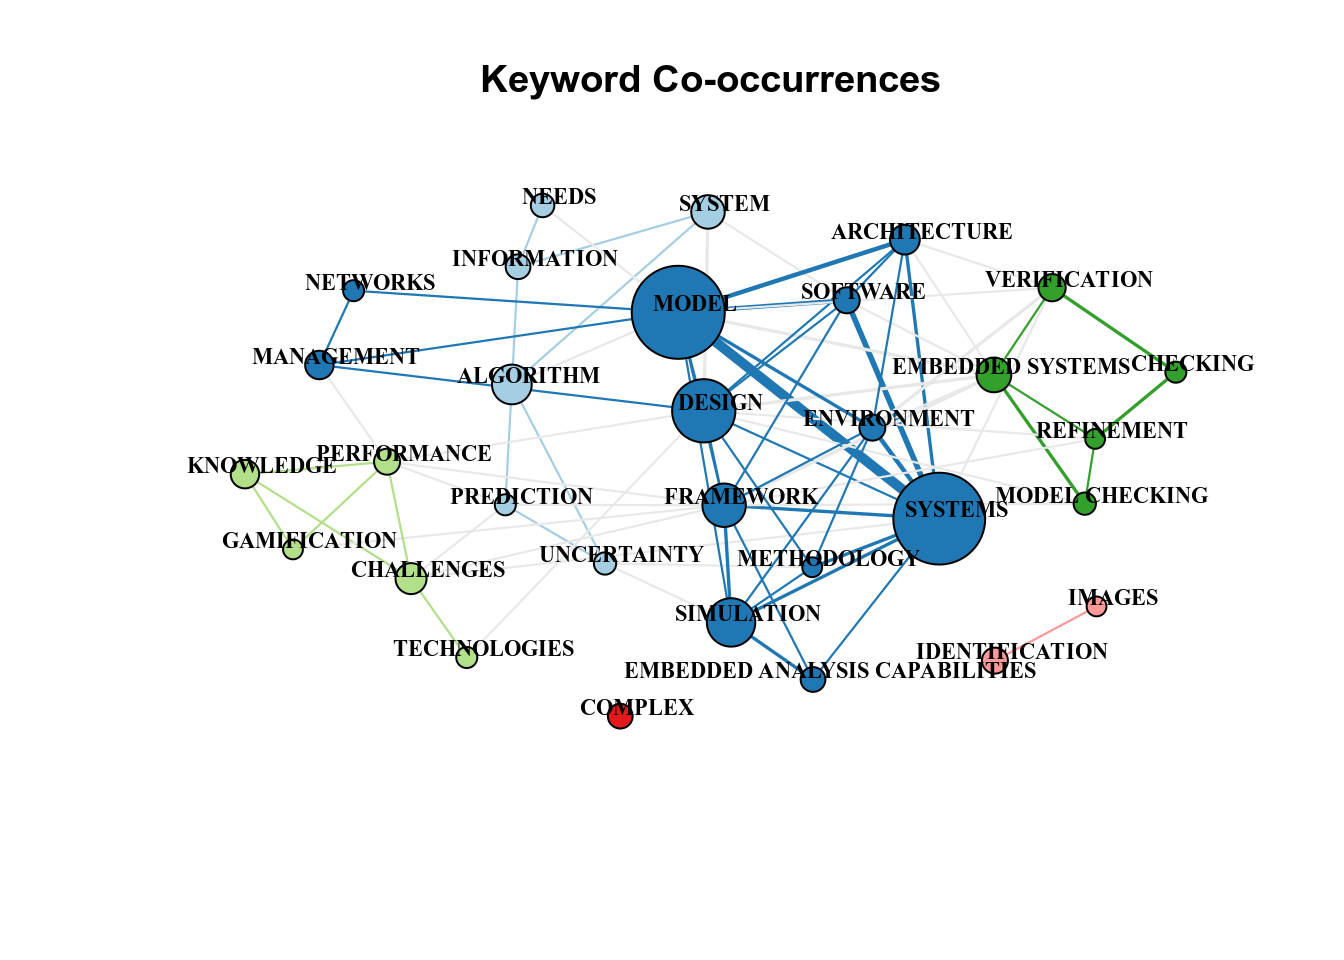 Keyword Co-occurrences
NEEDS
SYSTEM
ARCHITECTURE
INFORMATION
NETWORKS
VERIFICATION
SOFTWARE
MODEL
MANAGEMENT
CHECKING
EMBEDDED SYSTEMS
ALGORITHM
DESIGN
ENVIRONMENT
REFINEMENT
PERFORMANCE
KNOWLEDGE
PREDICTION
FRAMEWORK
MODEL CHECKING
SYSTEMS
GAMIFICATION
UNCERTAINTY
METHODOLOGY
CHALLENGES
IMAGES
SIMULATION
TECHNOLOGIES
IDENTIFICATION
EMBEDDED ANALYSIS CAPABILITIES
COMPLEX